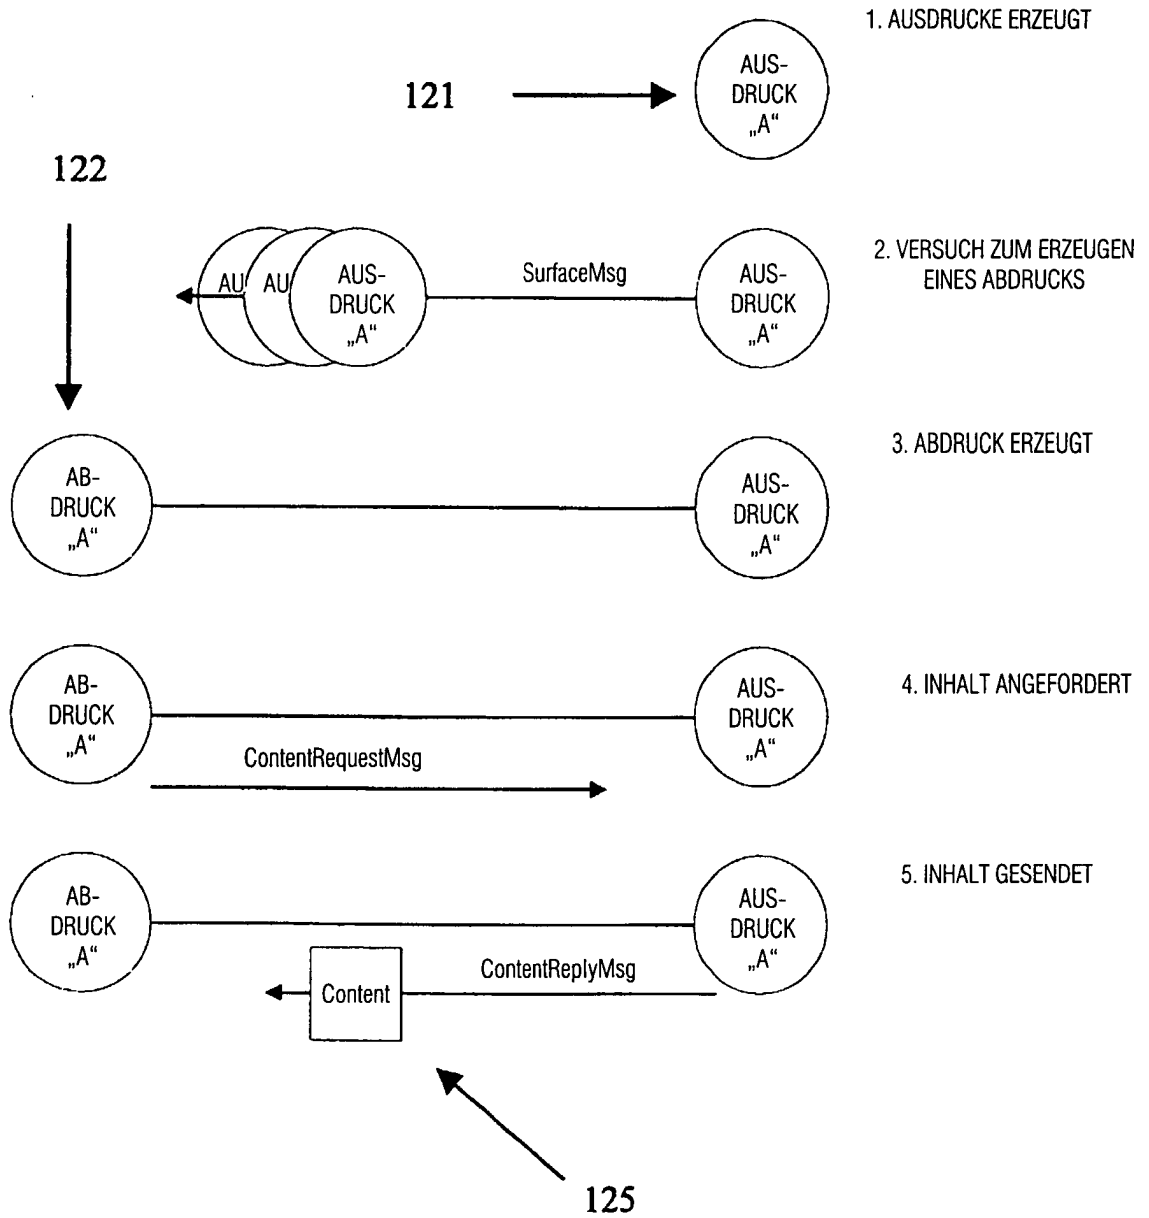 1. AUSDRUCKE ERZEUGT
AUS-
DRUCK
„A“
121
122
2. VERSUCH ZUM ERZEUGEN
EINES ABDRUCKS
AU
AU
AUS-
DRUCK
„A“
SurfaceMsg
AUS-
DRUCK
„A“
3. ABDRUCK ERZEUGT
AB-
DRUCK
„A“
AUS-
DRUCK
„A“
4. INHALT ANGEFORDERT
AB-
DRUCK
„A“
AUS-
DRUCK
„A“
ContentRequestMsg
5. INHALT GESENDET
AB-
DRUCK
„A“
AUS-
DRUCK
„A“
ContentReplyMsg
Content
125